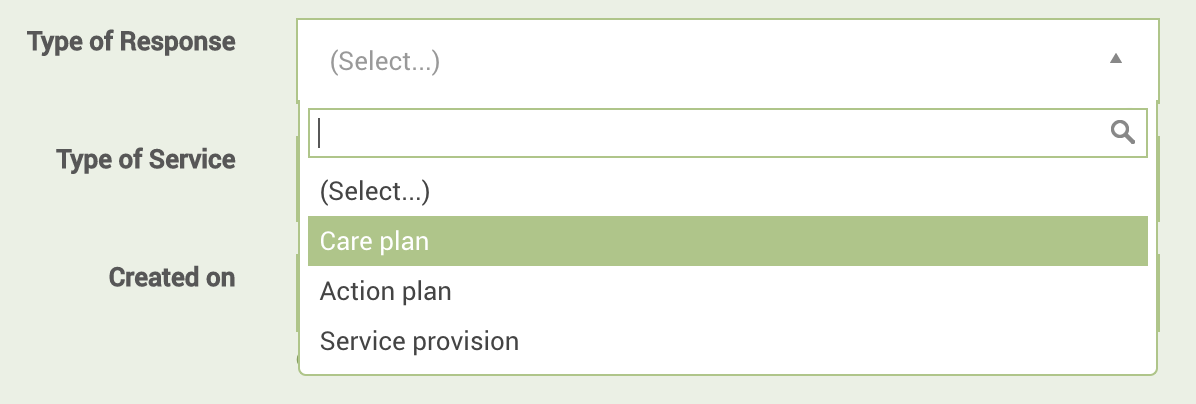 Type of Response
(Select...)
Type of Service
(Select...)
Care plan
Created on
Action plan
Service provision